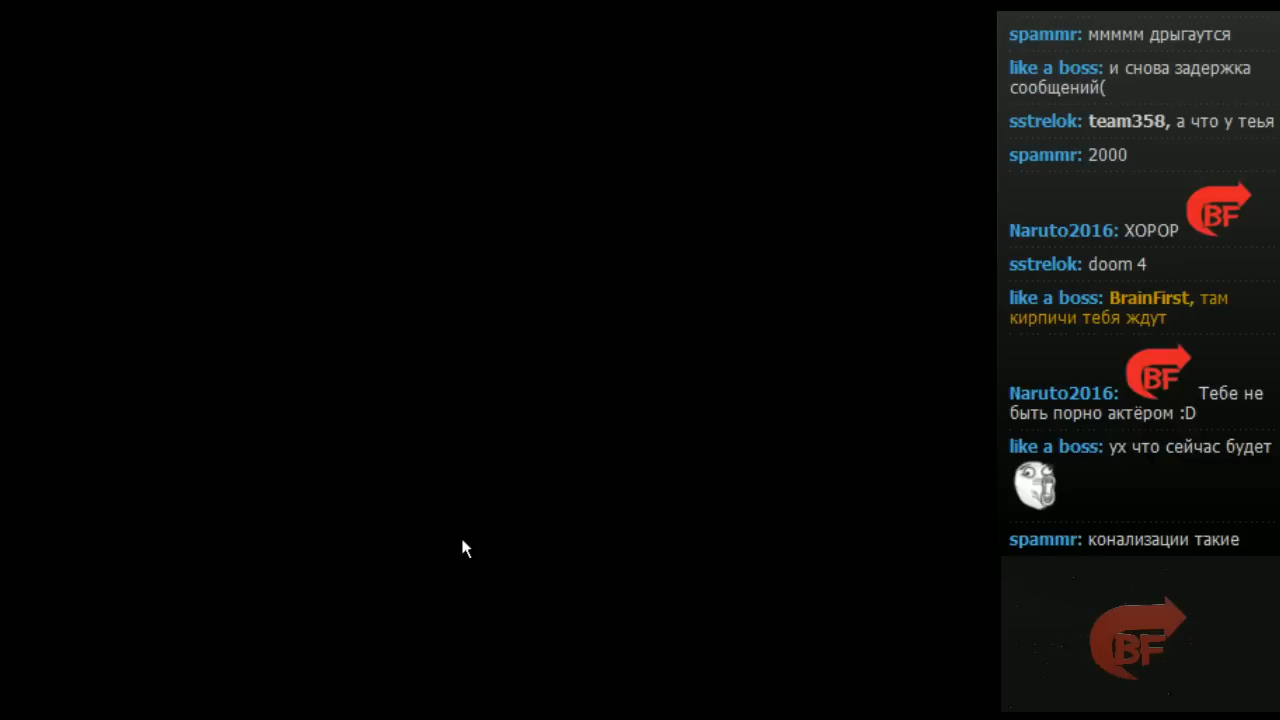 spammr: ммммм дрыгаутся
like a boss: и снова задержка
сообщений(
sstrelok: team358, а что у теья
spammr: 2000
Naruto2016: ХОРОР BF
sstrelok: doom 4
like a boss: BrainFirst, там
кирпичи тебя ждут
Naruto2016: BF Тебе не
быть порно актёром :D
like a boss: ух что сейчас будет
spammr: конализации такие
BF